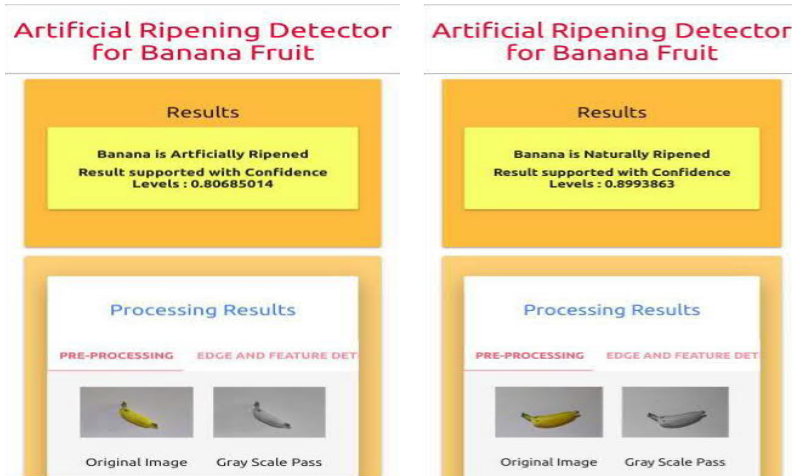 Artificial Ripening Detector
for Banana Fruit
Results
Banana is Artficially Ripened
Result supported with Confidence
Levels : 0.80685014
Processing Results
PRE-PROCESSING EDGE AND FEATURE DET
Original Image Gray Scale Pass
Artificial Ripening Detector
for Banana Fruit
Results
Banana is Naturally Ripened
Result supported with Confidence
Levels : 0.8993863
Processing Results
PRE-PROCESSING EDGE AND FEATURE DET
Original Image Gray Scale Pass